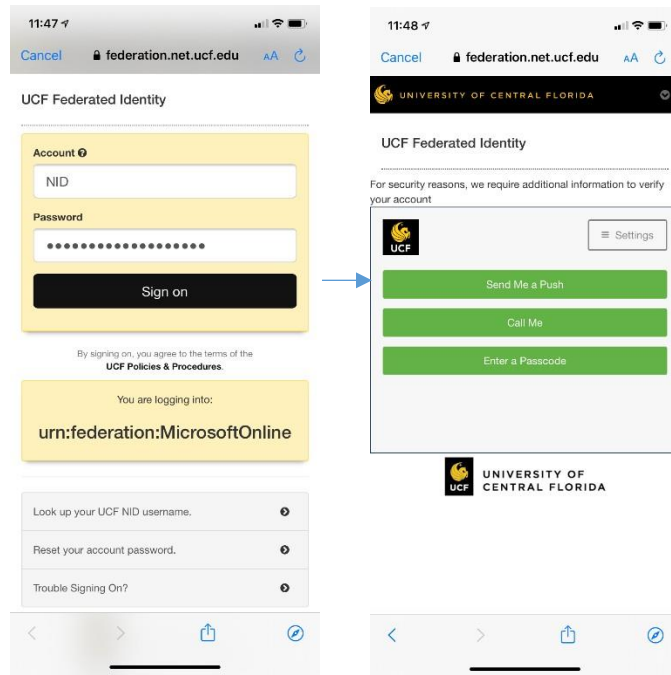 11:47
Cancel
federation.net.ucf.edu
AA
UCF Federated Identity
Account
NID
Password
Sign on
By signing on, you agree to the terms of the
UCF Policies & Procedures.
You are logging into:
urn:federation:MicrosoftOnline
Look up your UCF NID username.
Reset your account password.
Trouble Signing On?
11:48
Cancel
federation.net.ucf.edu
AA
UNIVERSITY OF CENTRAL FLORIDA
UCF Federated Identity
For security reasons, we require additional information to verify
your account
UCF
Settings
Send Me a Push
Call Me
Enter a Passcode
UCF
UNIVERSITY OF
CENTRAL FLORIDA